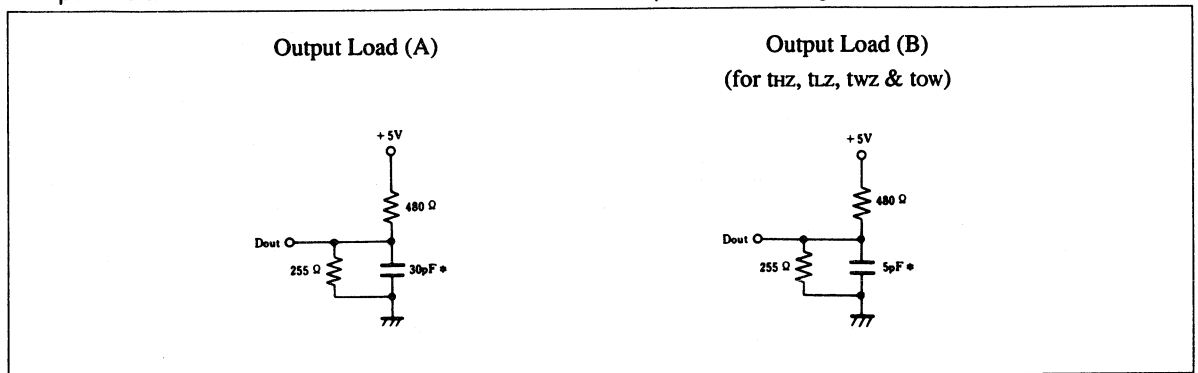 Output Load (A)
Output Load (B)
(for tHZ, tLZ, twz & tow)
+5V
480 Ω
Dout
255 Ω
30pF *
+5V
480 Ω
Dout
255 Ω
5pF *